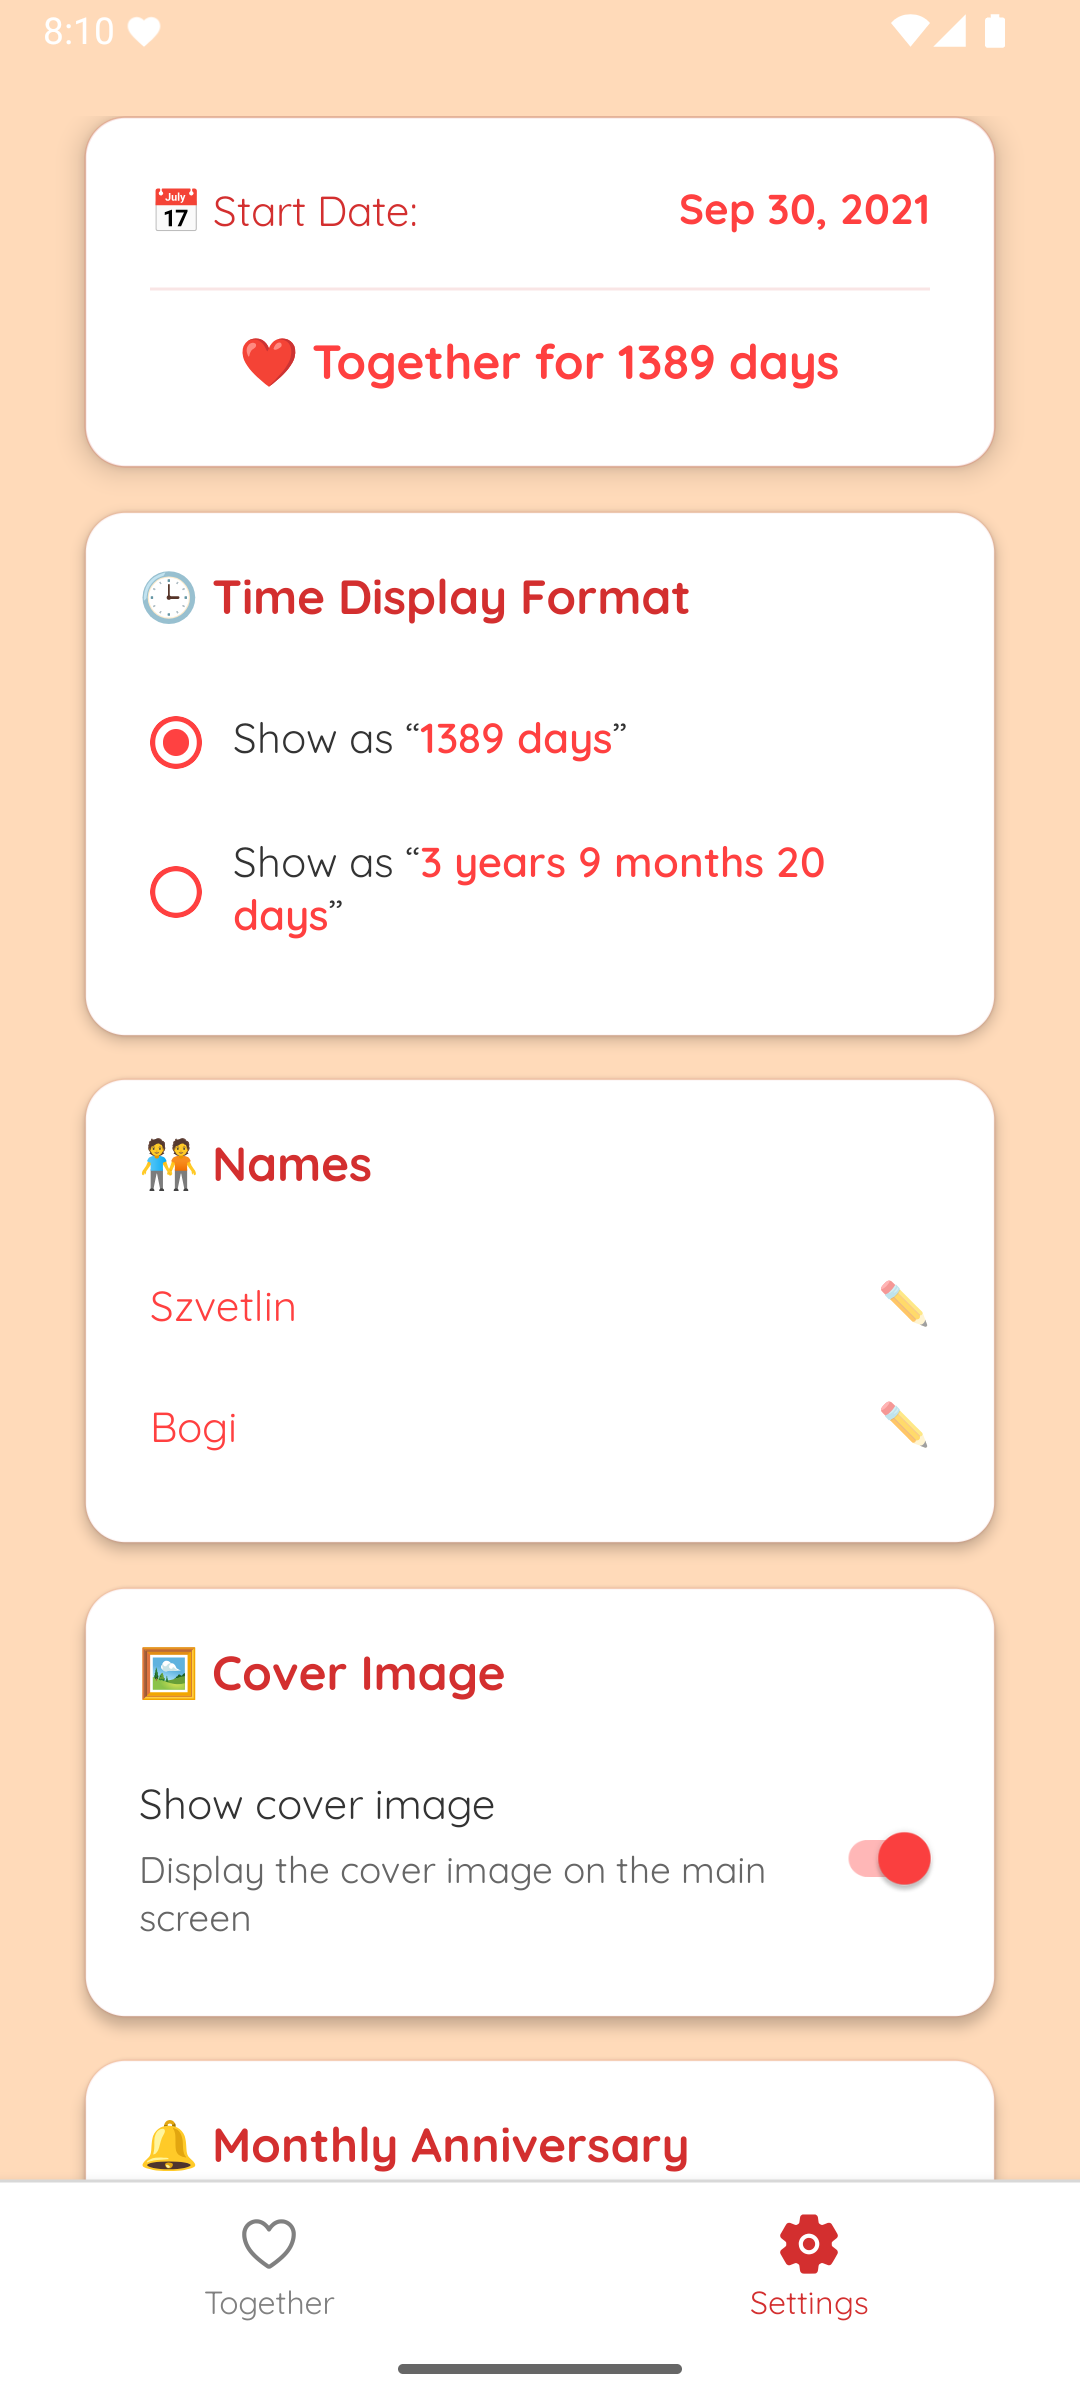 8:10
Start Date:
Sep 30, 2021
Together for 1389 days
Time Display Format
Show as “1389 days”
Show as “3 years 9 months 20
days”
Names
Szvetlin
Bogi
Cover Image
Show cover image
Display the cover image on the main
screen
Monthly Anniversary
Together
Settings